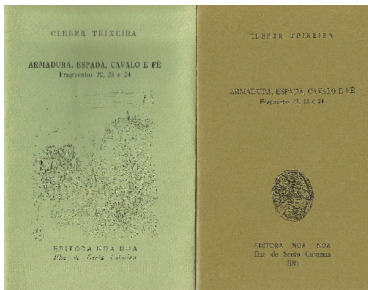 CLEBER TEIXEIRA
ARMADURA, ESPADA, CAVALO E FÉ
Fragmento 22, 23 e 24
EDITORA NOA NOA
Ilha de Santa Catarina
CLEBER TEIXEIRA
ARMADURA, ESPADA, CAVALO E FÉ
Fragmento 22, 23 e 24
EDITORA NOA NOA
Ilha de Santa Catarina